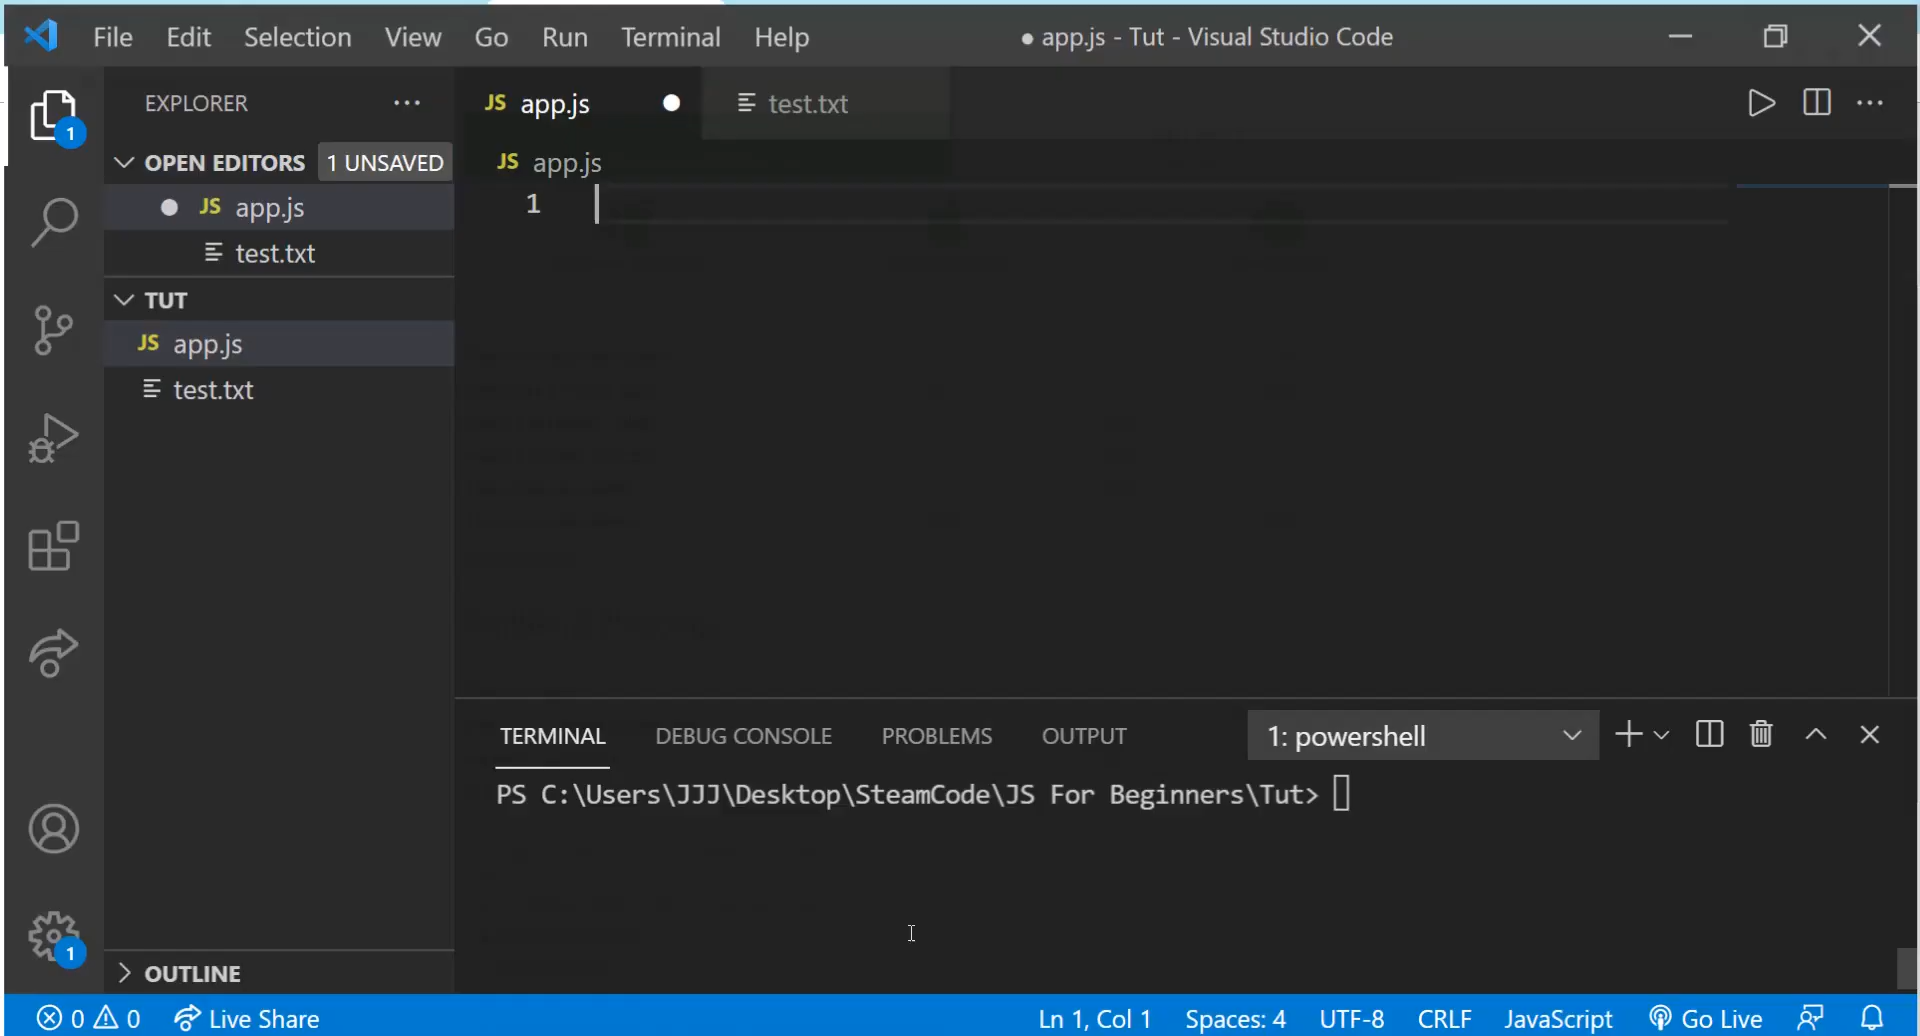 File Edit Selection View Go Run Terminal Help ● app.js - Tut - Visual Studio Code
EXPLORER ···
JS app.js ● test.txt
1
OPEN EDITORS 1 UNSAVED
JS app.js
JS app.js
1
test.txt
TUT
JS app.js
test.txt
TERMINAL DEBUG CONSOLE PROBLEMS OUTPUT 1: powershell
PS C:\Users\JJJ\Desktop\SteamCode\JS For Beginners\Tut>
1
OUTLINE
0 0 Live Share Ln 1, Col 1 Spaces: 4 UTF-8 CRLF JavaScript Go Live